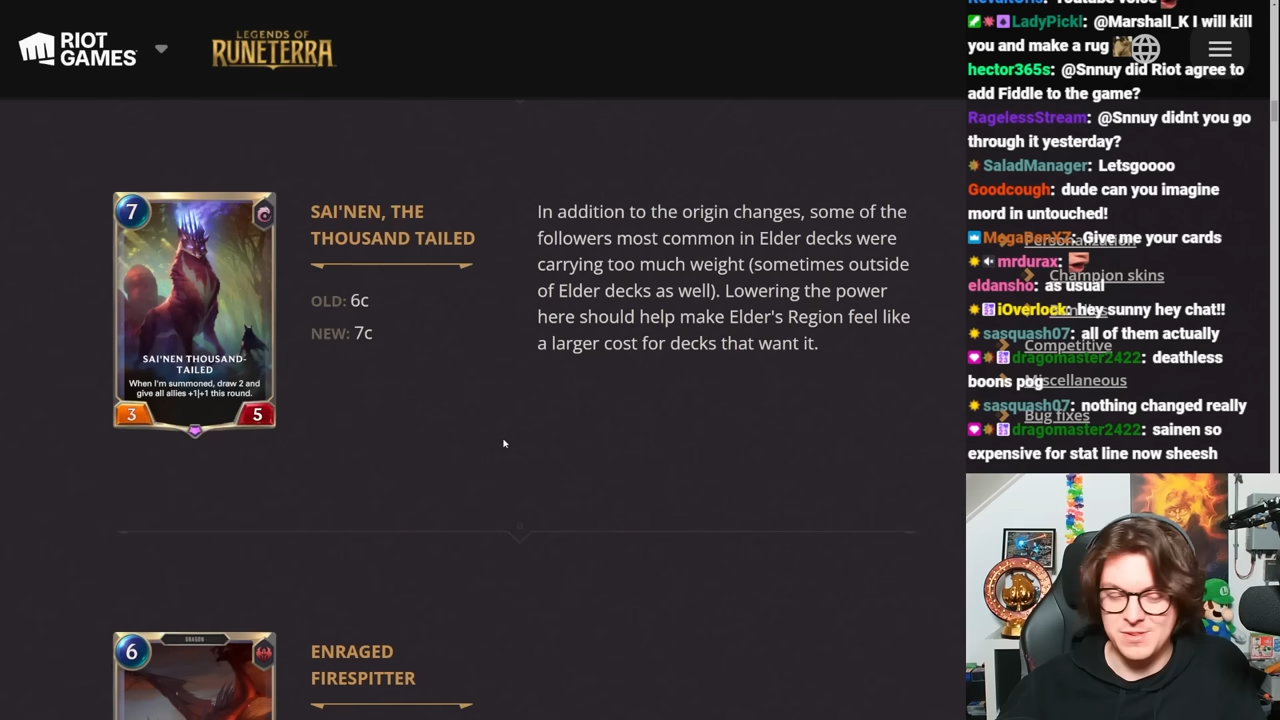 RIOT
GAMES
LEGENDS OF
RUNETERRA
7
SAI'NEN THOUSAND-
TAILED
When I'm summoned, draw 2 and
give all allies +1|+1 this round.
3
5
SAI'NEN, THE
THOUSAND TAILED
OLD: 6c
NEW: 7c
In addition to the origin changes, some of the
followers most common in Elder decks were
carrying too much weight (sometimes outside
of Elder decks as well). Lowering the power
here should help make Elder's Region feel like
a larger cost for decks that want it.
6
DRAGON
ENRAGED
FIRESPITTER
Personalization
Champion skins
Competitive
Miscellaneous
Bug fixes
LadyPickl: @Marshall_K I will kill
you and make a rug
hector365s: @Snnuy did Riot agree to
add Fiddle to the game?
RagelessStream: @Snnuy didnt you go
through it yesterday?
SaladManager: Letsgoooo
Goodcough: dude can you imagine
mord in untouched!
Give me your cards
mrdurax:
eldansho: as usual
iOverlock: hey sunny hey chat!!
sasquash07: all of them actually
dragomaster2422: deathless
boons pog
sasquash07: nothing changed really
dragomaster2422: sainen so
expensive for stat line now sheesh